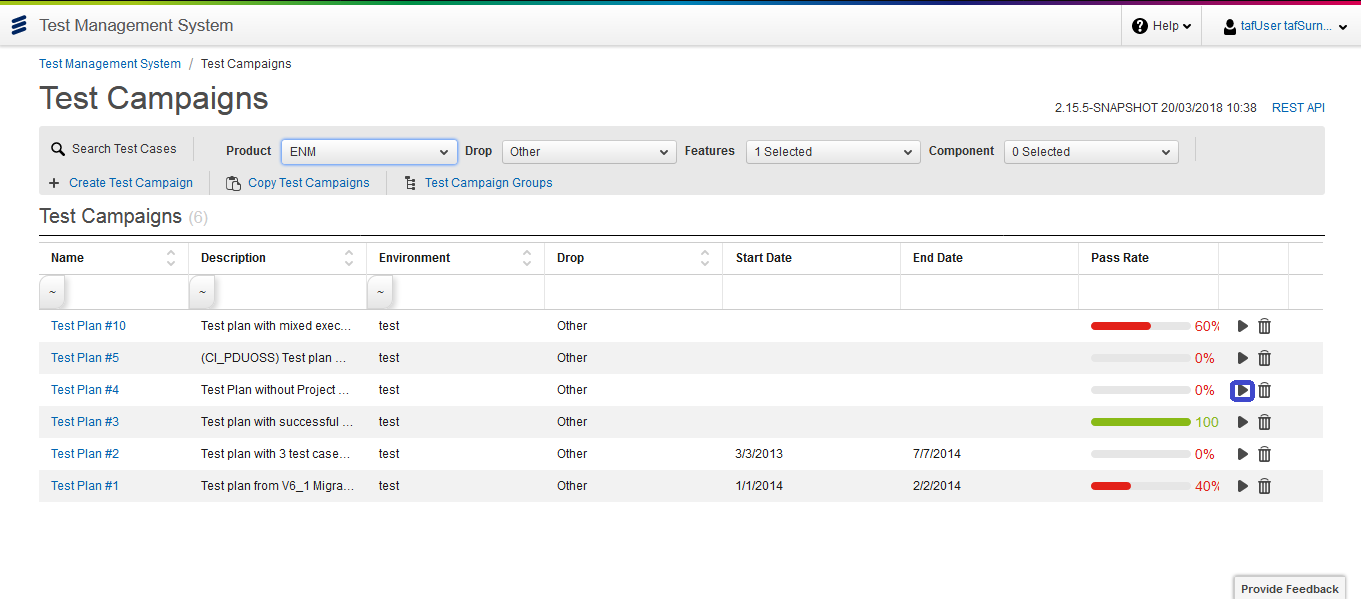 Test Management System Help tafUser tafSurn...
Test Management System / Test Campaigns
Test Campaigns
2.15.5-SNAPSHOT 20/03/2018 10:38 REST API
Search Test Cases Product ENM Drop Other Features 1 Selected Component 0 Selected
+ Create Test Campaign Copy Test Campaigns Test Campaign Groups
Test Campaigns (6)
Name Description Environment Drop Start Date End Date Pass Rate
~ ~ ~
Test Plan #10 Test plan with mixed exec... test Other 60%
Test Plan #5 (CI_PDUOSS) Test plan ... test Other 0%
Test Plan #4 Test Plan without Project ... test Other 0%
Test Plan #3 Test plan with successful ... test Other 100
Test Plan #2 Test plan with 3 test case... test Other 3/3/2013 7/7/2014 0%
Test Plan #1 Test plan from V6_1 Migra... test Other 1/1/2014 2/2/2014 40%
Provide Feedback